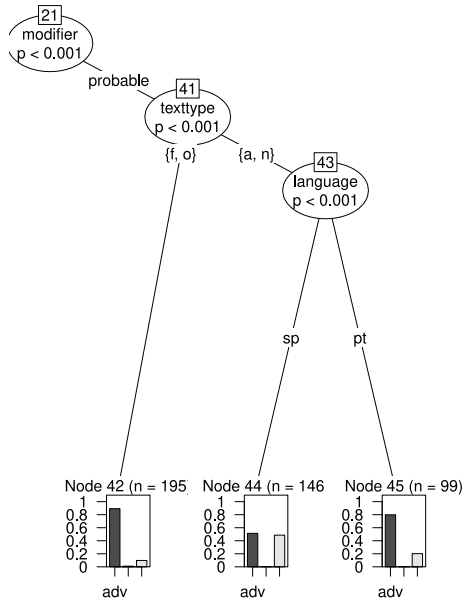 21
modifier
p < 0.001
probable
41
texttype
p < 0.001
{f, o}
{a, n}
43
language
p < 0.001
sp
pt
Node 42 (n = 195
Node 44 (n = 146
Node 45 (n = 99)
1
0.8
0.6
0.4
0.2
0
1
0.8
0.6
0.4
0.2
0
1
0.8
0.6
0.4
0.2
0
adv
adv
adv